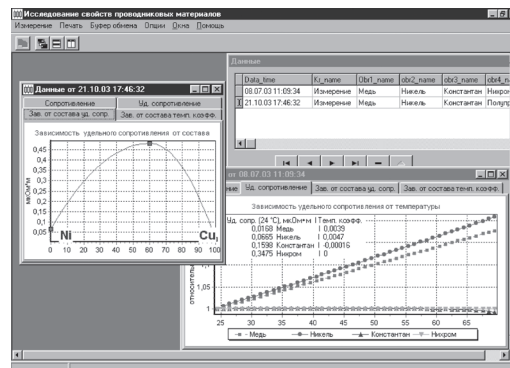 Исследование свойств проводниковых материалов
Измерение Печать Буфер обмена Опции Окна Помощь
Данные
Data_time Kr_name Obr1_name obr2_name obr3_name
08.07.03 11:09:34 Измерение Медь Никель Константан
21.10.03 17:46:32 Измерение Медь Никель Константан
Данные от 21.10.03 17:46:32
Сопротивление Уд. сопротивление
Зав. от состава уд. сопр. Зав. от состава темп. коэфф.
Зависимость удельного сопротивления от состава
мкОм*м
0,45
0,4
0,35
0,3
0,25
0,2
0,15
0,1
0,05
Ni Cu
0 10 20 30 40 50 60 70 80 90 100
от 08.07.03 11:09:34
Уд. сопротивление Зав. от состава уд. сопр. Зав. от состава темп. коэфф.
Зависимость удельного сопротивления от температуры
Уд. сопр. (24 °C), мкОм*м | Темп. коэфф.
0,0168 Медь | 0,0039
0,0665 Никель | 0,0047
0,1598 Константан | -0,00016
0,3475 Нихром | 0
1,05
1
25 30 35 40 45 50 55 60 65
Медь Никель Константан Нихром